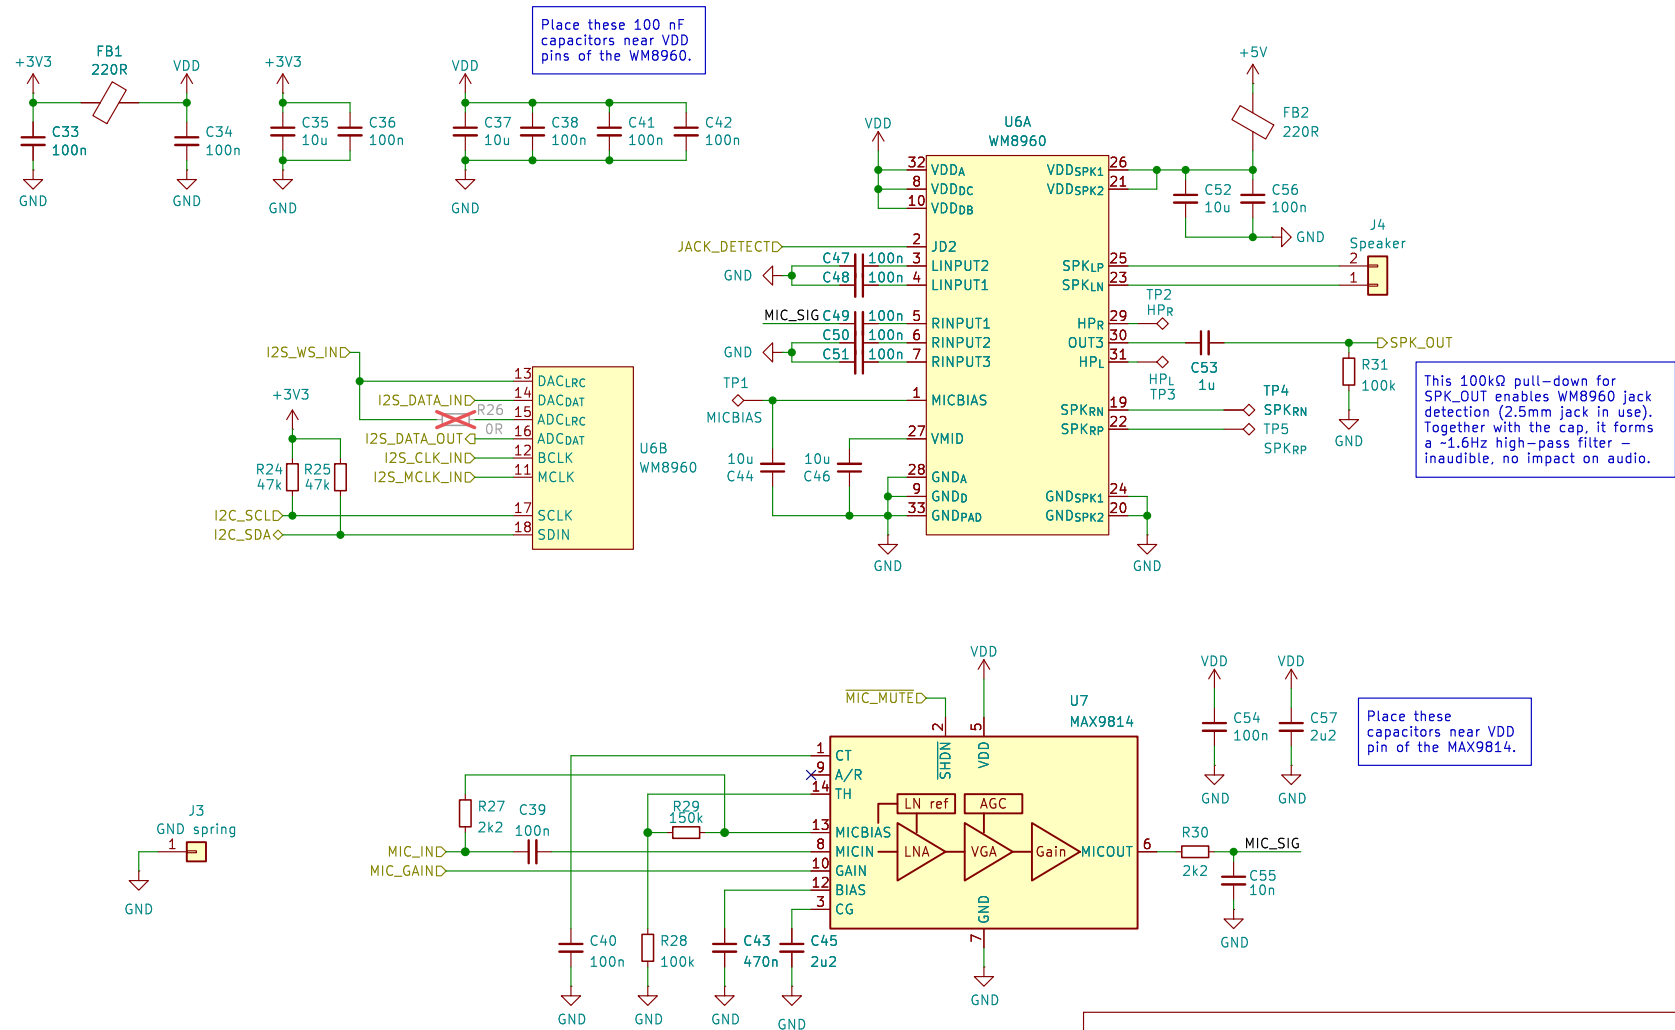 Place these 100 nF
capacitors near VDD
pins of the WM8960.
+3V3
FB1
220R
VDD
C33
100n
C34
100n
GND
GND
+3V3
C35
10u
C36
100n
GND
VDD
C37
10u
C38
100n
C41
100n
C42
100n
GND
U6A
WM8960
VDD
32
8
10
VDDA
VDDDC
VDDDB
JACK_DETECT
2
JD2
GND
C47
100n
3
LINPUT2
C48
100n
4
LINPUT1
MIC_SIG
C49
100n
5
RINPUT1
GND
C50
100n
6
RINPUT2
C51
100n
7
RINPUT3
TP1
MICBIAS
1
MICBIAS
10u
C44
10u
C46
27
VMID
28
GNDA
9
GNDD
33
GNDPAD
GND
+5V
FB2
220R
26
VDDSPK1
21
VDDSPK2
C52
10u
C56
100n
GND
J4
Speaker
25
SPKLP
2
23
SPKLN
1
TP2
HPR
29
HPR
30
OUT3
31
HPL
C53
1u
HPL
TP3
SPK_OUT
R31
100k
GND
19
SPKRN
22
SPKRP
TP4
SPKRN
TP5
SPKRP
24
GNDSPK1
20
GNDSPK2
GND
This 100kΩ pull-down for
SPK_OUT enables WM8960 jack
detection (2.5mm jack in use).
Together with the cap, it forms
a ~1.6Hz high-pass filter –
inaudible, no impact on audio.
I2S_WS_IN
13
DACLRC
I2S_DATA_IN
14
DACDAT
R26
0R
15
ADCLRC
I2S_DATA_OUT
16
ADCDAT
I2S_CLK_IN
12
BCLK
I2S_MCLK_IN
11
MCLK
+3V3
R24
47k
R25
47k
I2C_SCL
17
SCLK
I2C_SDA
18
SDIN
U6B
WM8960
MIC_MUTE
VDD
U7
MAX9814
2
SHDN
5
VDD
1
CT
9
A/R
14
TH
13
MICBIAS
8
MICIN
10
GAIN
12
BIAS
3
CG
LN ref
AGC
LNA
VGA
Gain
MICOUT
6
GND
7
GND
R27
2k2
C39
100n
R29
150k
MIC_IN
MIC_GAIN
J3
GND spring
1
GND
C40
100n
GND
R28
100k
GND
C43
470n
GND
C45
2u2
GND
R30
2k2
MIC_SIG
C55
10n
GND
VDD
C54
100n
GND
VDD
C57
2u2
GND
Place these
capacitors near VDD
pin of the MAX9814.